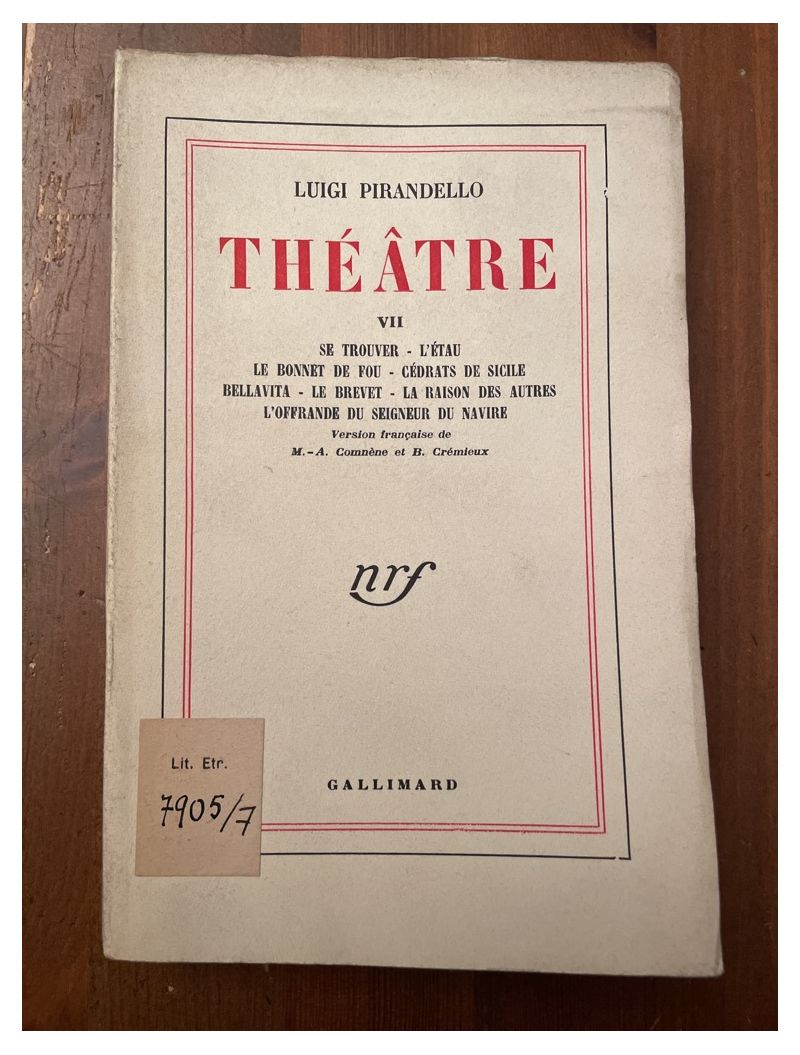 LUIGI PIRANDELLO
THÉÂTRE
VII
SE TROUVER - L'ÉTAU
LE BONNET DE FOU - CÉDRATS DE SICILE
BELLAVITA - LE BREVET - LA RAISON DES AUTRES
L'OFFRANDE DU SEIGNEUR DU NAVIRE
Version française de
M.-A. Comnène et B. Crémieux
nrf
Lit. Etr.
7905/7
GALLIMARD